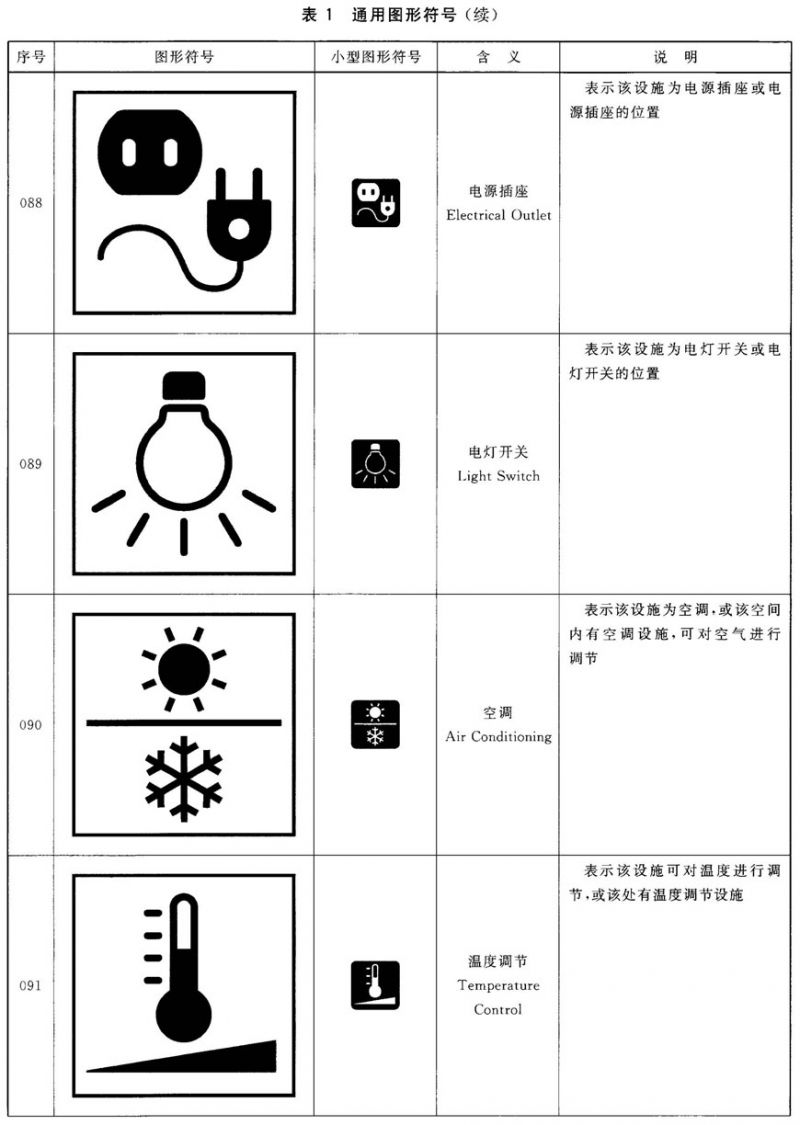 表 1 通用图形符号(续)
序号 图形符号 小型图形符号 含 义 说 明
088
电源插座
Electrical Outlet
表示该设施为电源插座或电
源插座的位置
089
电灯开关
Light Switch
表示该设施为电灯开关或电
灯开关的位置
090
空调
Air Conditioning
表示该设施为空调,或该空间
内有空调设施,可对空气进行
调节
091
温度调节
Temperature
Control
表示该设施可对温度进行调
节,或该处有温度调节设施